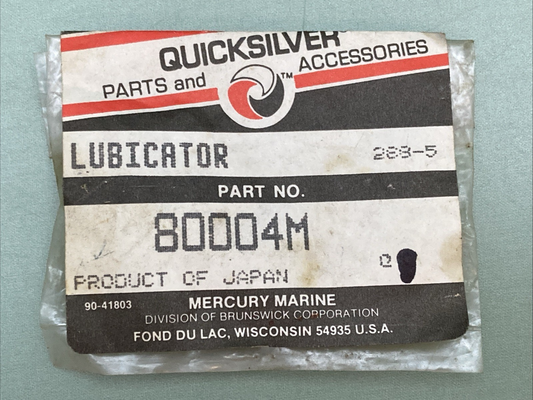 QUICKSILVER
PARTS and ™ ACCESSORIES
LUBICATOR 288-5
PART NO.
80004M
PRODUCT OF JAPAN
90-41803 MERCURY MARINE
DIVISION OF BRUNSWICK CORPORATION
FOND DU LAC, WISCONSIN 54935 U.S.A.